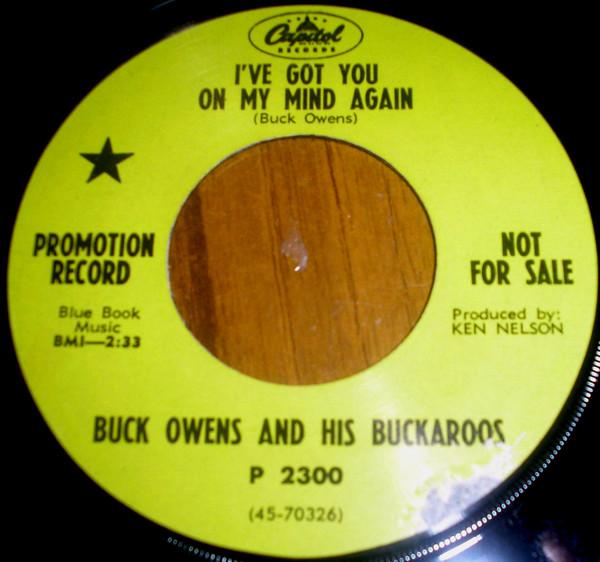 Capitol
RECORDS
I'VE GOT YOU
ON MY MIND AGAIN
(Buck Owens)
PROMOTION
RECORD
Blue Book
Music
BMI—2:33
NOT
FOR SALE
Produced by:
KEN NELSON
BUCK OWENS AND HIS BUCKAROOS
P 2300
(45-70326)